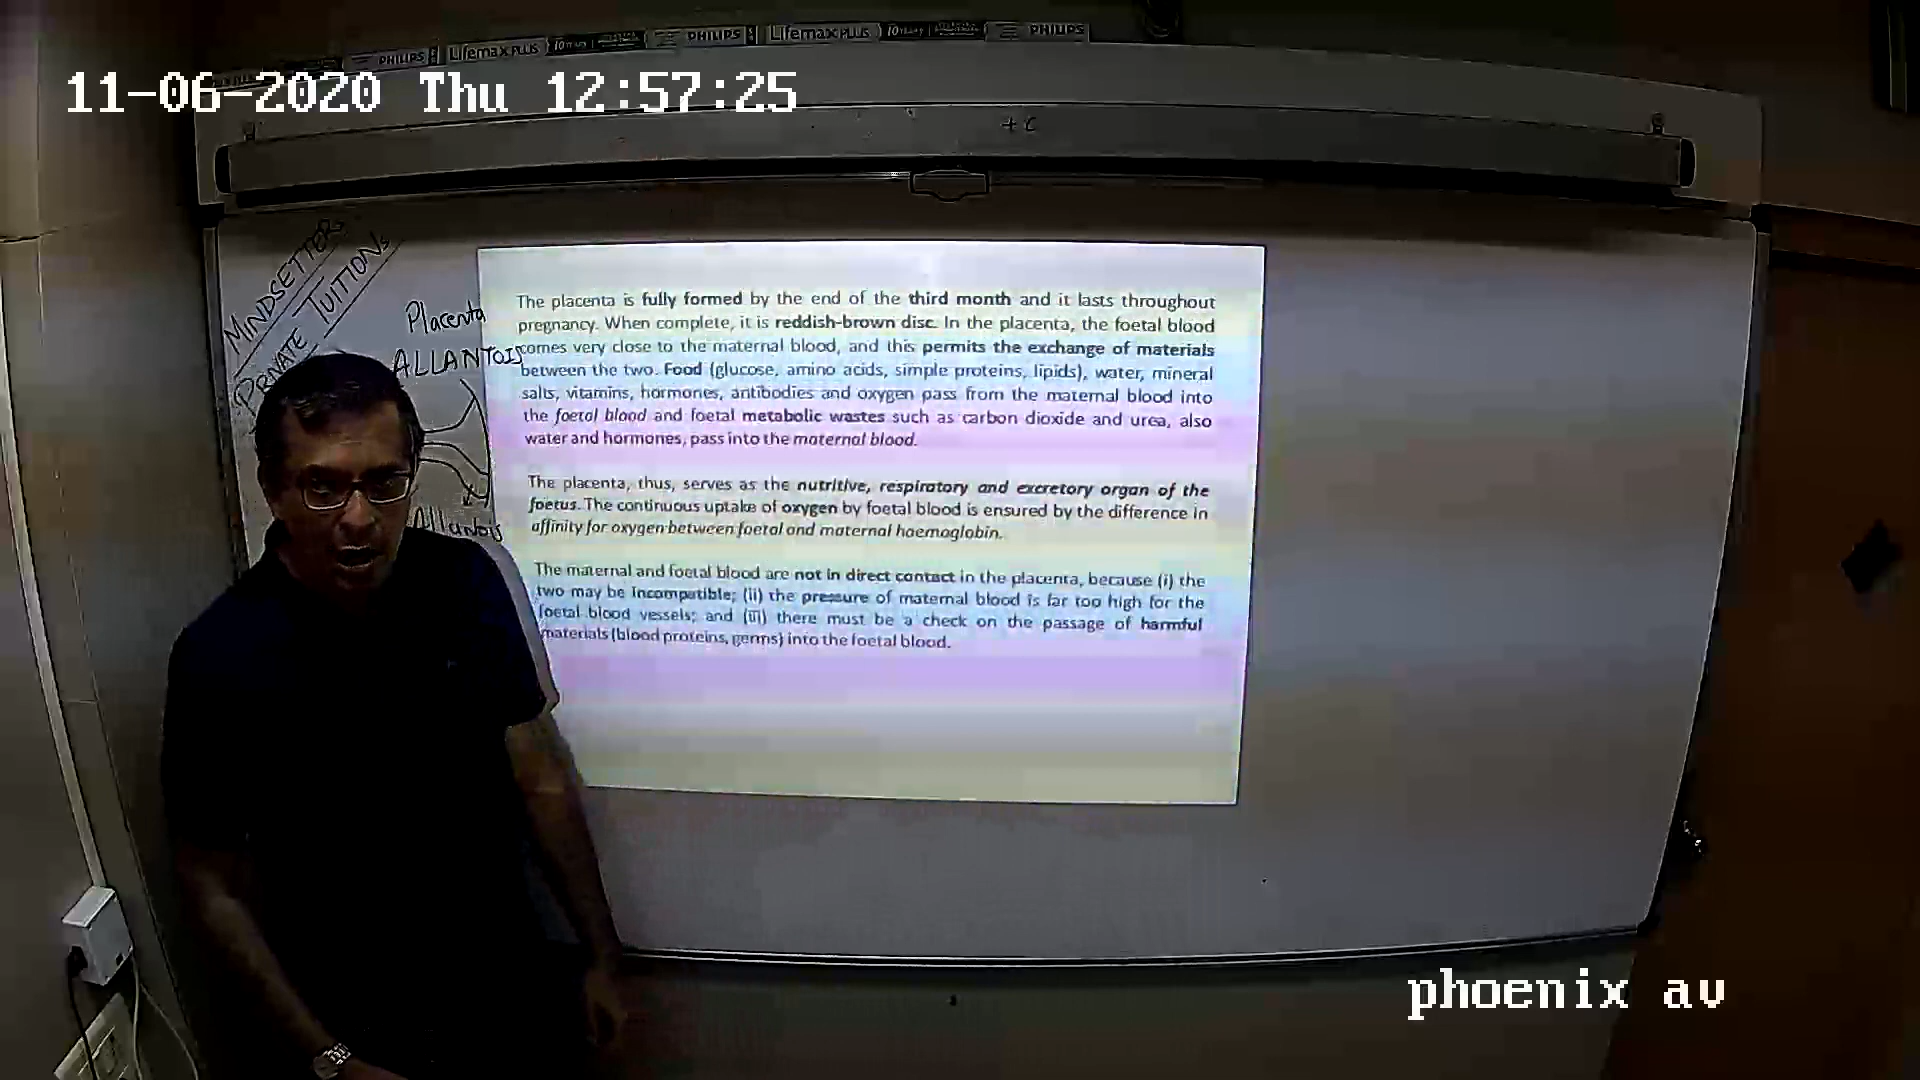 PHILIPS Lifemax PLUS 10 Years PHILIPS Lifemax PLUS 10 Years PHILIPS
11-06-2020 Thu 12:57:25
+ C
MINDSETTERS
PRIVATE TUITIONS
Placenta
ALLANTOIS
Allantois
The placenta is fully formed by the end of the third month and it lasts throughout
pregnancy. When complete, it is reddish-brown disc. In the placenta, the foetal blood
comes very close to the maternal blood, and this permits the exchange of materials
between the two. Food (glucose, amino acids, simple proteins, lipids), water, mineral
salts, vitamins, hormones, antibodies and oxygen pass from the maternal blood into
the foetal blood and foetal metabolic wastes such as carbon dioxide and urea, also
water and hormones, pass into the maternal blood.
The placenta, thus, serves as the nutritive, respiratory and excretory organ of the
foetus. The continuous uptake of oxygen by foetal blood is ensured by the difference in
affinity for oxygen between foetal and maternal haemoglobin.
The maternal and foetal blood are not in direct contact in the placenta, because (i) the
two may be incompatible; (ii) the pressure of maternal blood is far too high for the
foetal blood vessels; and (iii) there must be a check on the passage of harmful
materials (blood proteins, germs) into the foetal blood.
phoenix av